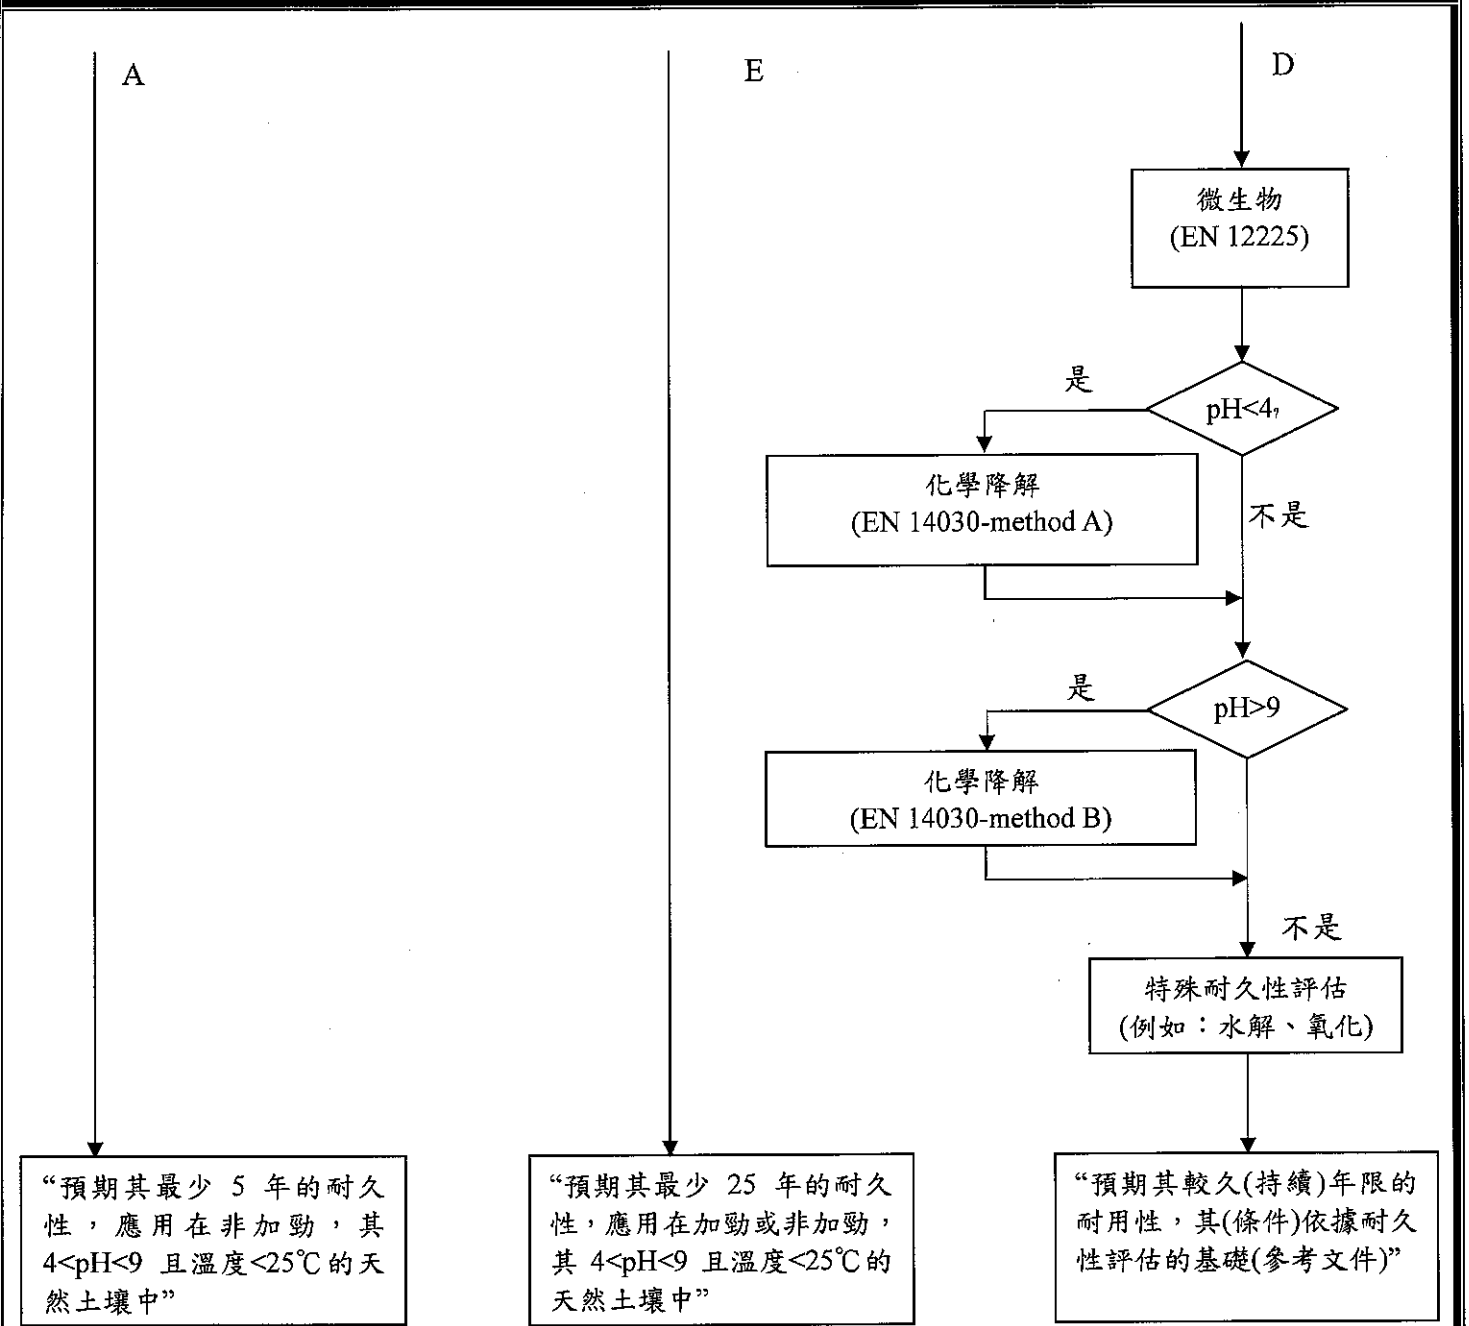 A
E
D
微生物
(EN 12225)
是
pH<4?
化學降解
(EN 14030-method A)
不是
是
pH>9
化學降解
(EN 14030-method B)
不是
特殊耐久性評估
(例如：水解、氧化)
“預期其最少 5 年的耐久
性，應用在非加勁，其
4<pH<9 且溫度<25℃的天
然土壤中”
“預期其最少 25 年的耐久
性，應用在加勁或非加勁，
其 4<pH<9 且溫度<25℃的
天然土壤中”
“預期其較久(持續)年限的
耐用性，其(條件)依據耐久
性評估的基礎(參考文件)”